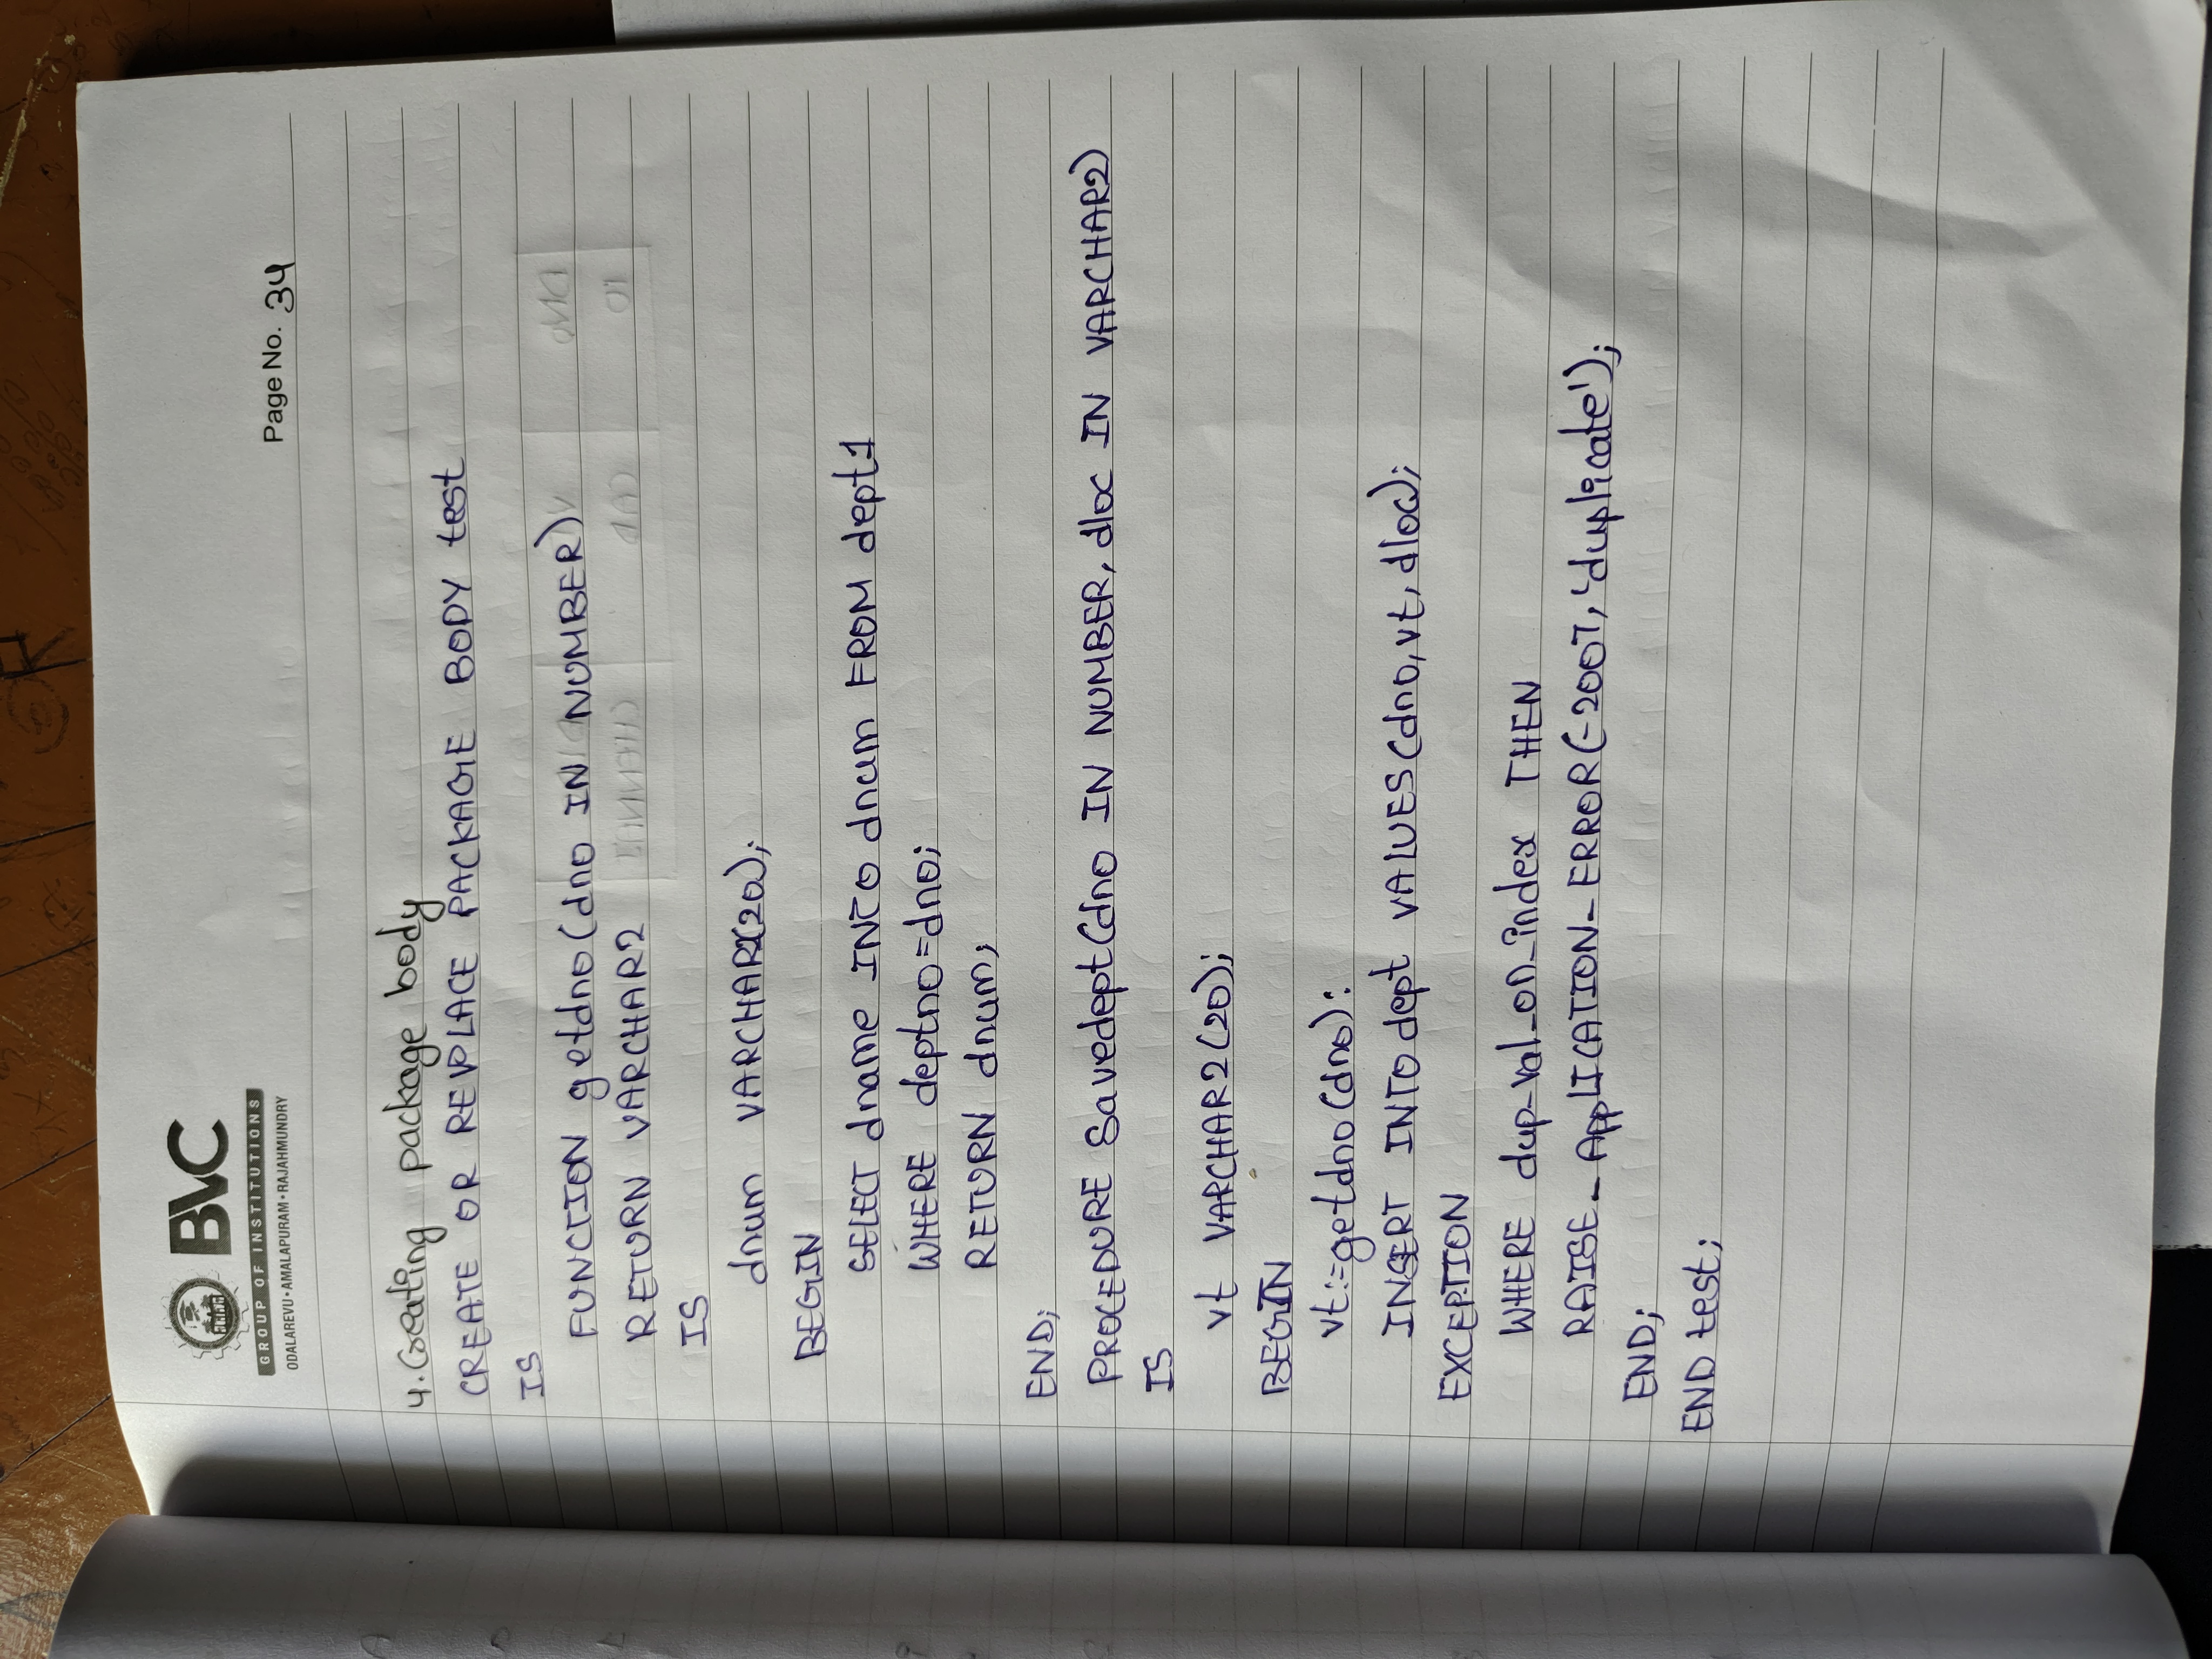 BVC
GROUP OF INSTITUTIONS
ODALAREVU • AMALAPURAM • RAJAHMUNDRY
Page No. 34
4. Creating package body
CREATE OR REPLACE PACKAGE BODY test
IS
FUNCTION getdno(dno IN NUMBER)
RETURN VARCHAR2
IS
dnum VARCHAR2(20);
BEGIN
SELECT dname INTO dnum FROM dept1
WHERE deptno=dno;
RETURN dnum;
END;
PROCEDURE Savedept(dno IN NUMBER, dloc IN VARCHAR2)
IS
vt VARCHAR2(20);
BEGIN
vt:=getdno(dno):
INSERT INTO dept VALUES(dno,vt,dloc);
EXCEPTION
WHERE dup_val_on_index THEN
RAISE_APPLICATION_ERROR(-2007,'duplicate');
END;
END test;